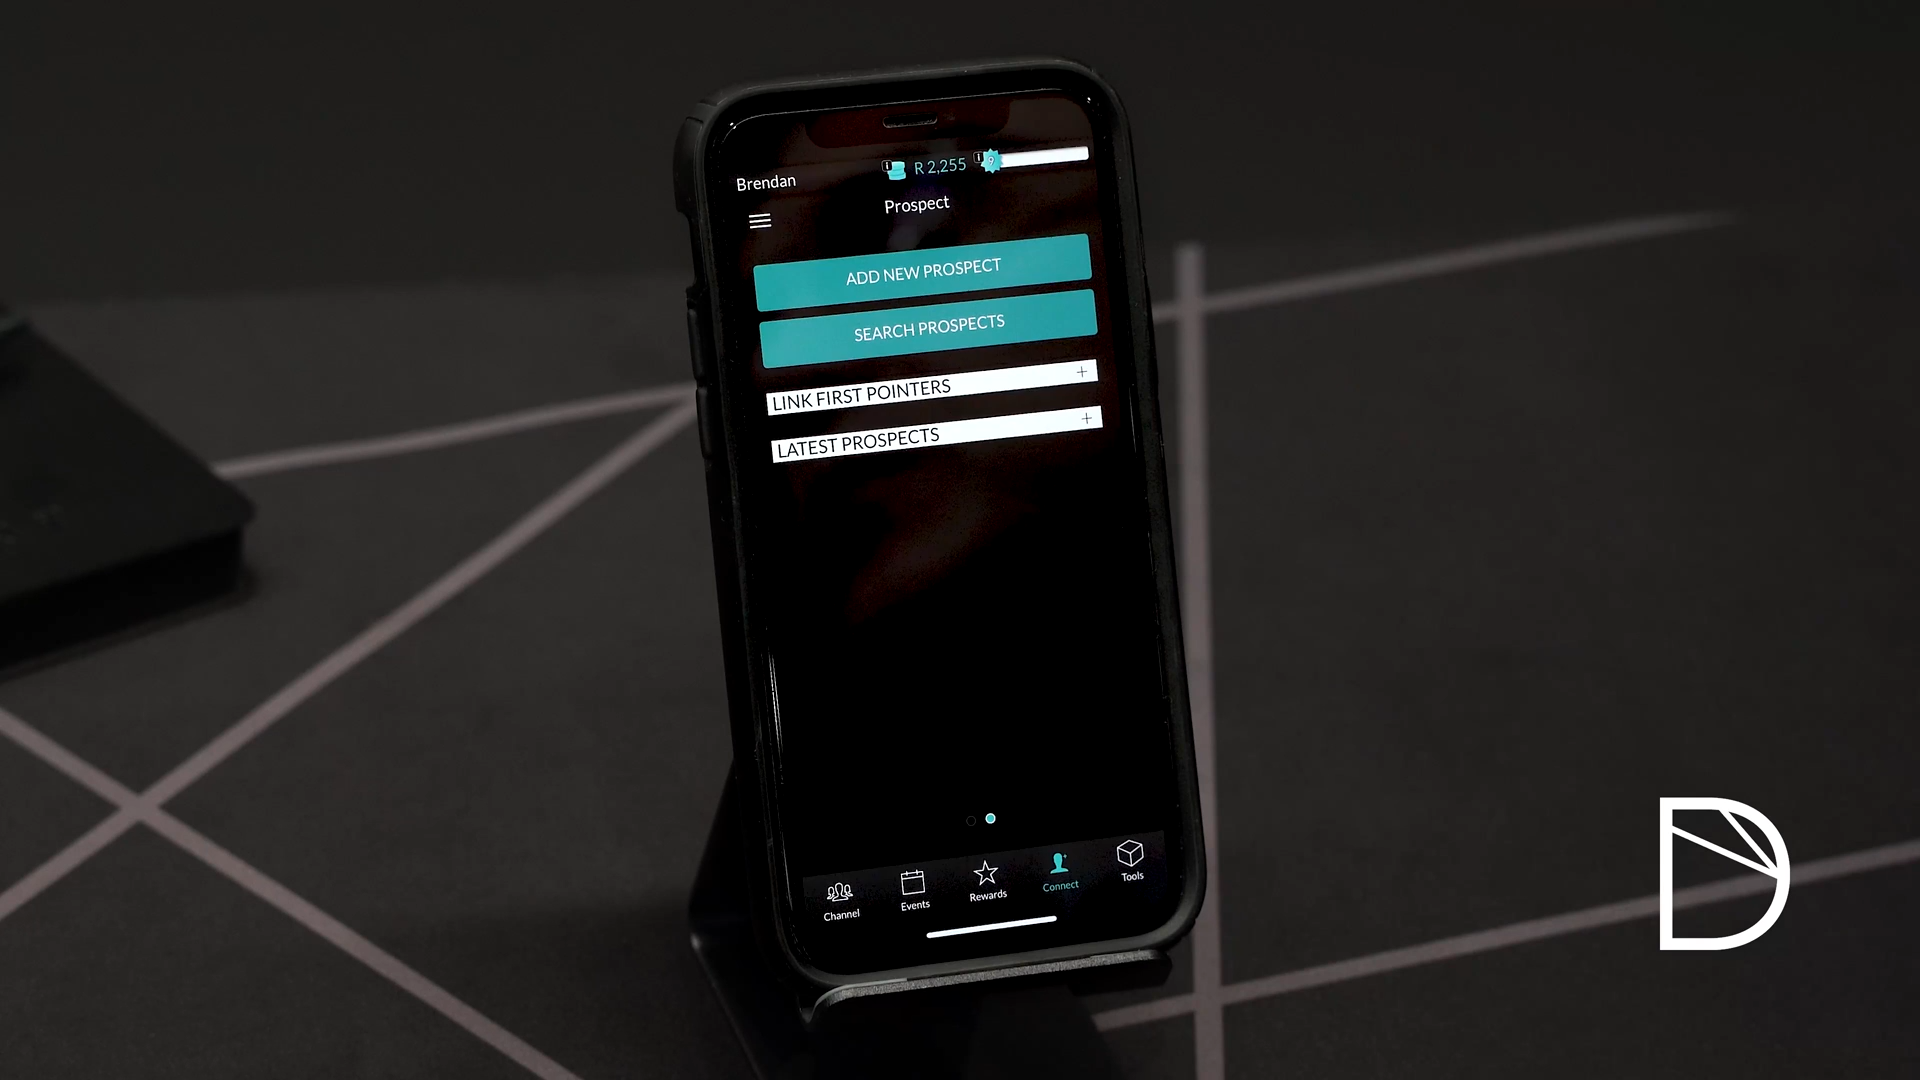 Brendan
R 2,255
9
Prospect
ADD NEW PROSPECT
SEARCH PROSPECTS
LINK FIRST POINTERS +
LATEST PROSPECTS +
Channel
Events
Rewards
Connect
Tools